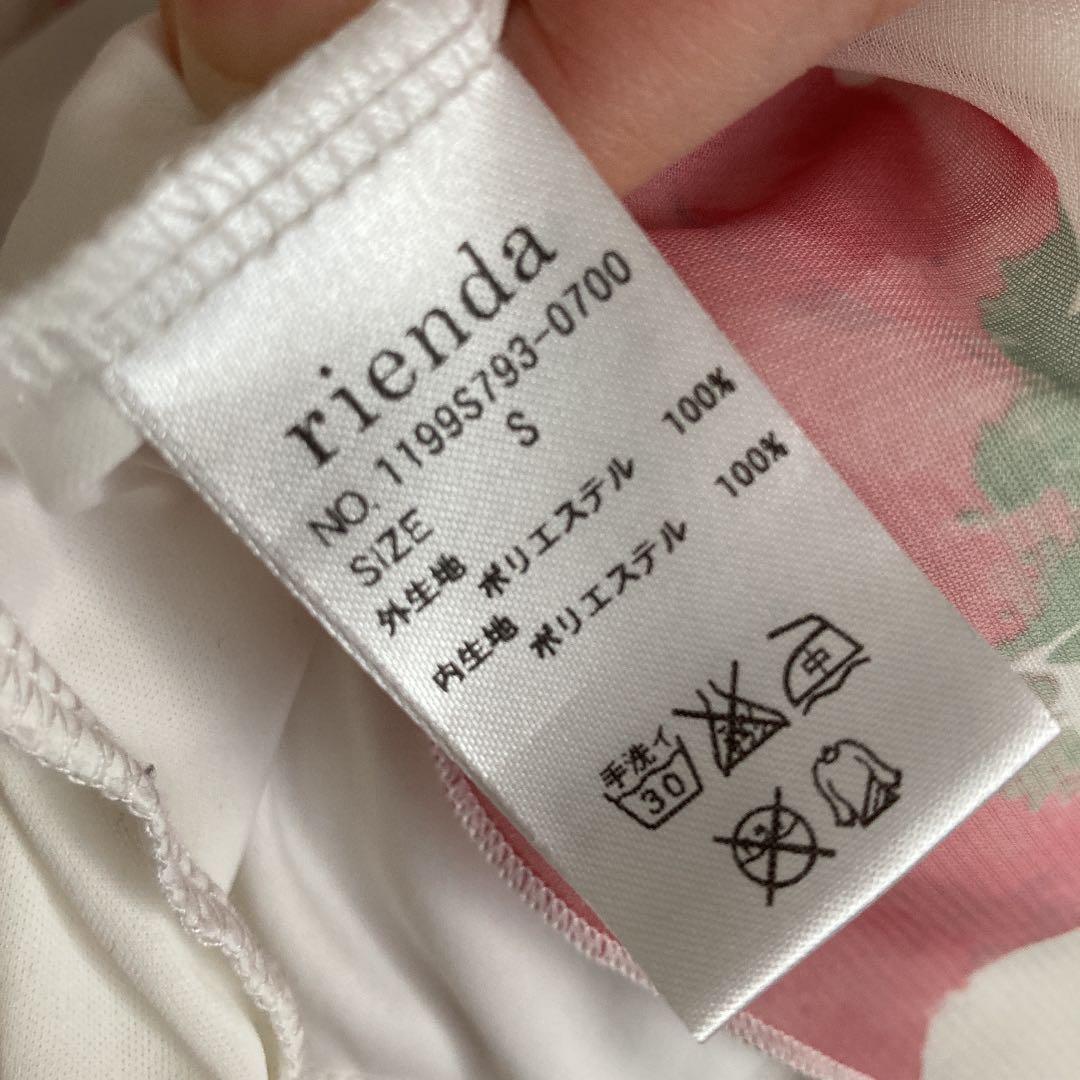 rienda
NO. 1199S793-0700
SIZE S
外生地 ポリエステル 100%
内生地 ポリエステル 100%
手洗イ
30
中